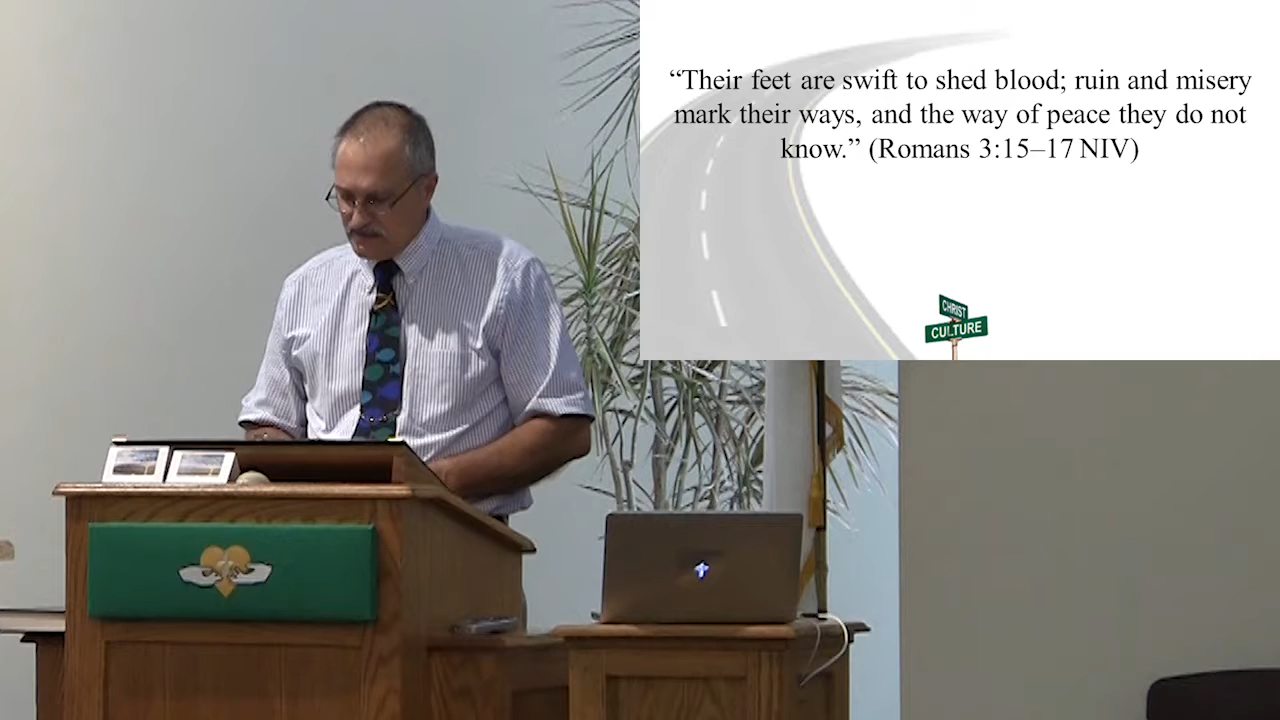 “Their feet are swift to shed blood; ruin and misery
mark their ways, and the way of peace they do not
know.” (Romans 3:15–17 NIV)
CHRIST
CULTURE